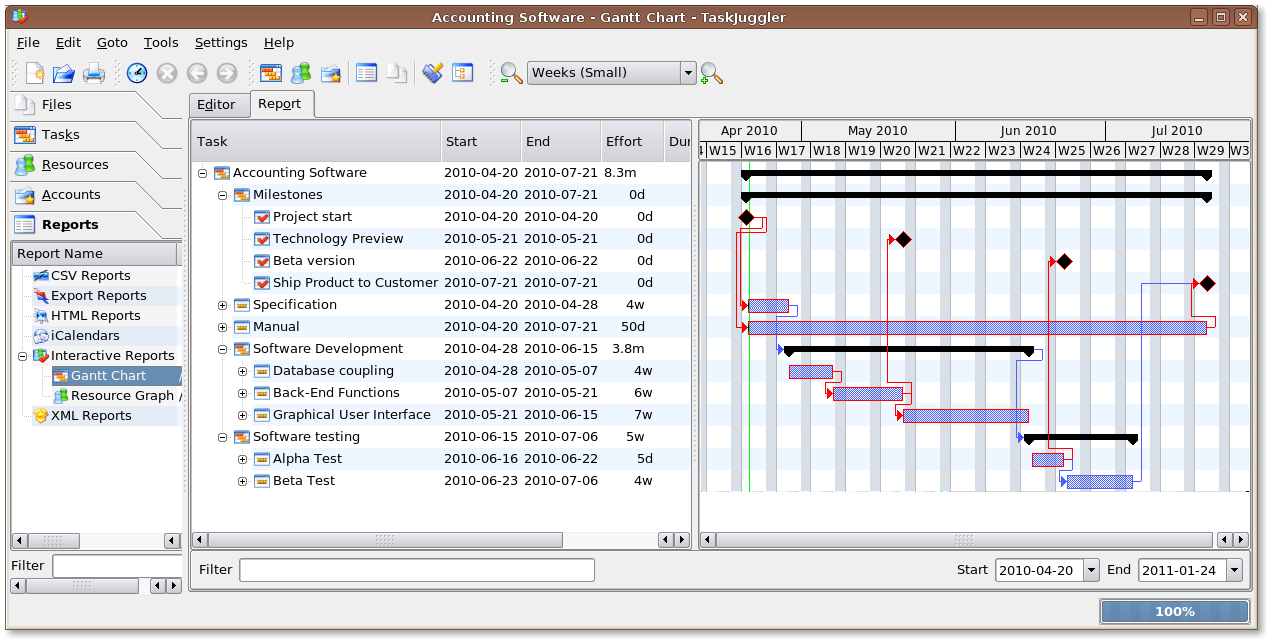 Accounting Software - Gantt Chart - TaskJuggler
File Edit Goto Tools Settings Help
Weeks (Small)
Files
Tasks
Resources
Accounts
Reports
Report Name
CSV Reports
Export Reports
HTML Reports
iCalendars
Interactive Reports
Gantt Chart /
Resource Graph /
XML Reports
Filter
Editor Report
Task Start End Effort Dur
Accounting Software 2010-04-20 2010-07-21 8.3m
Milestones 2010-04-20 2010-07-21 0d
Project start 2010-04-20 2010-04-20 0d
Technology Preview 2010-05-21 2010-05-21 0d
Beta version 2010-06-22 2010-06-22 0d
Ship Product to Customer 2010-07-21 2010-07-21 0d
Specification 2010-04-20 2010-04-28 4w
Manual 2010-04-20 2010-07-21 50d
Software Development 2010-04-28 2010-06-15 3.8m
Database coupling 2010-04-28 2010-05-07 4w
Back-End Functions 2010-05-07 2010-05-21 6w
Graphical User Interface 2010-05-21 2010-06-15 7w
Software testing 2010-06-15 2010-07-06 5w
Alpha Test 2010-06-16 2010-06-22 5d
Beta Test 2010-06-23 2010-07-06 4w
Apr 2010 May 2010 Jun 2010 Jul 2010
4 W15 W16 W17 W18 W19 W20 W21 W22 W23 W24 W25 W26 W27 W28 W29 W3
Filter Start 2010-04-20 End 2011-01-24
100%